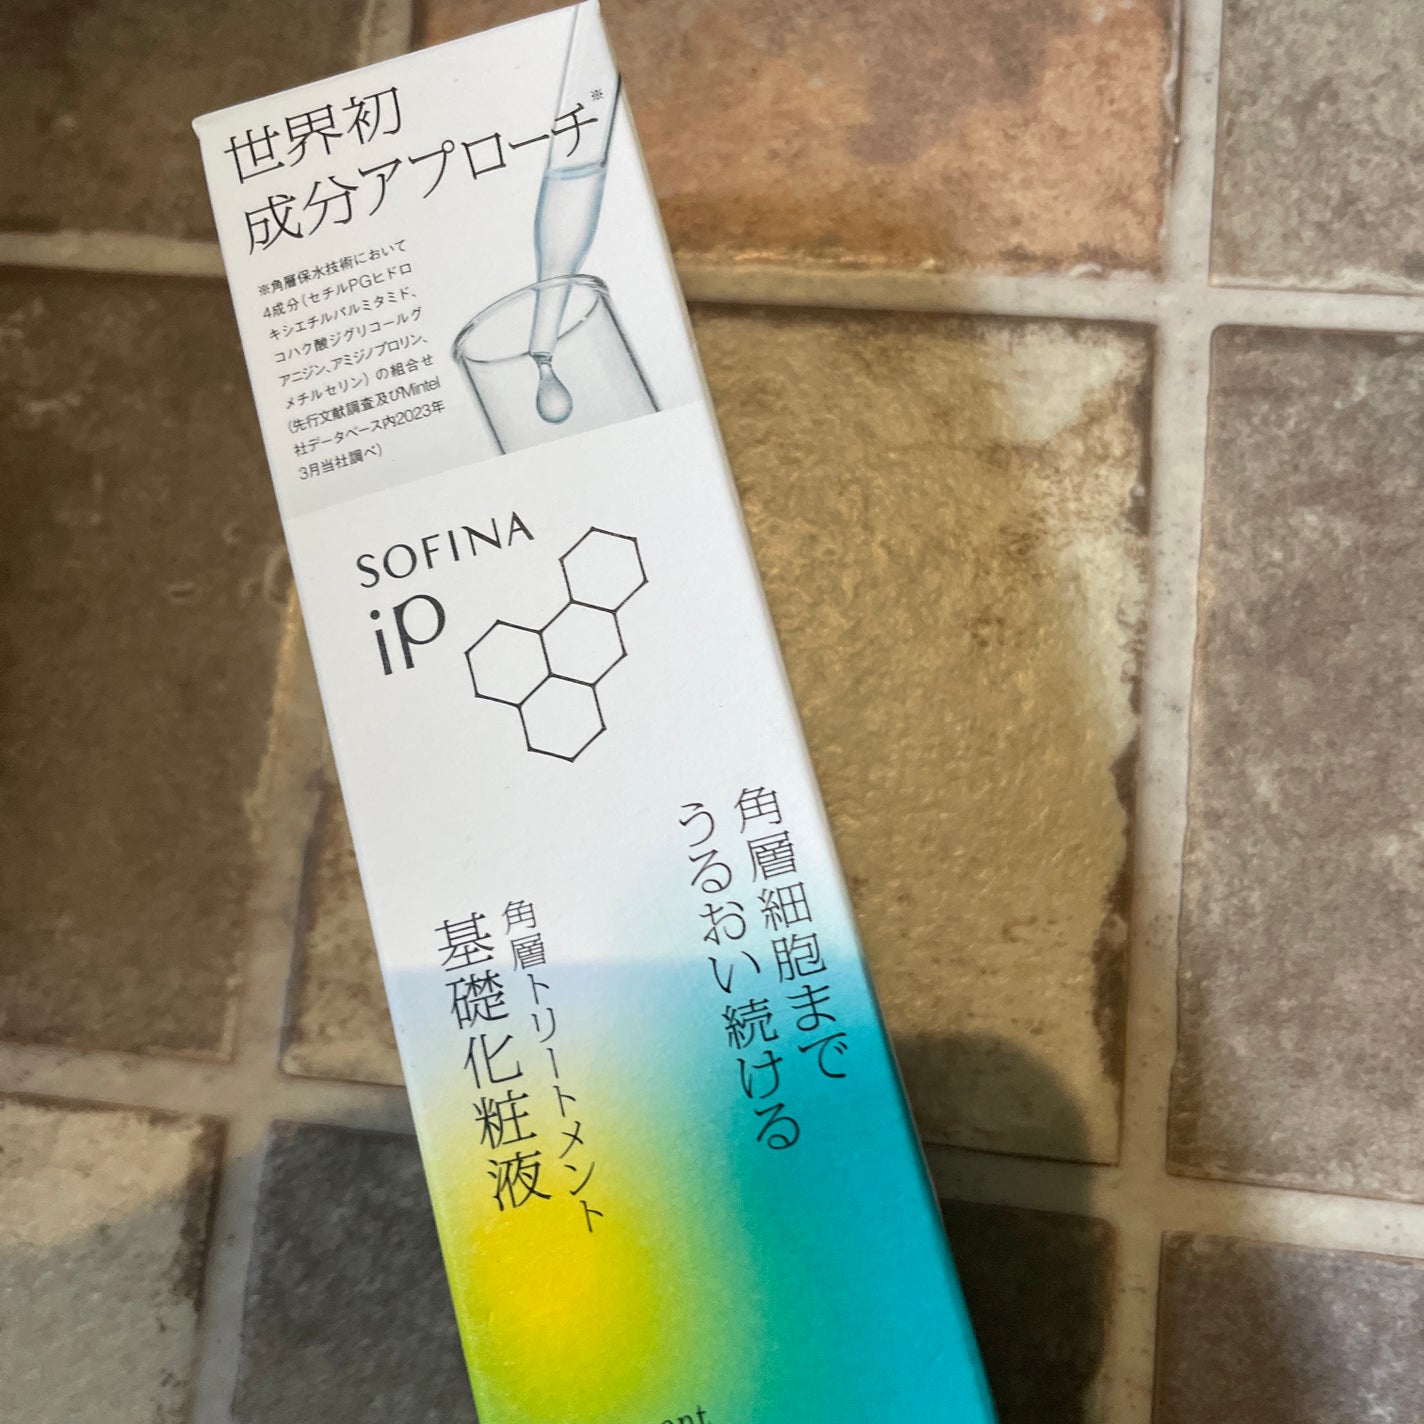 世界初
成分アプローチ※
※角層保水技術において
4成分(セチルPGヒドロ
キシエチルパルミタミド、
コハク酸ジグリコールグ
アニジン、アミジノプロリン、
メチルセリン)の組合せ
(先行文献調査及びMintel
社データベース内2023年
3月当社調べ)
SOFINA
iP
角層細胞まで
うるおい続ける
角層トリートメント
基礎化粧液